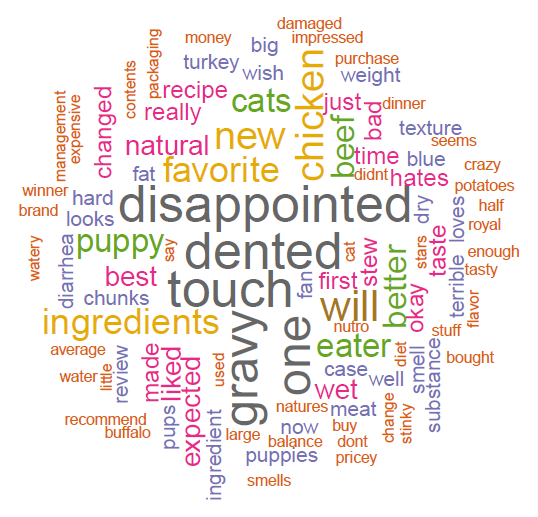 damaged
money big impressed
turkey wish purchase
packaging
contents
recipe cats chicken just weight
really beef bad dinner
management
expensive
changed
natural new time blue texture
seems
fat favorite didnt hates crazy
winner hard disappointed dry loves potatoes
brand looks half
royal
puppy dented stars taste enough
watery
diarrhea
say
cat
tasty
best touch fan first stew better terrible
chunks will okay flavor
ingredients gravy one nutro eater stuff
average case diet smell substance bought
water little review made liked used wet well
natures meat change stinky
recommend pups expected large now buy
buffalo balance dont
ingredient puppies pricey
smells